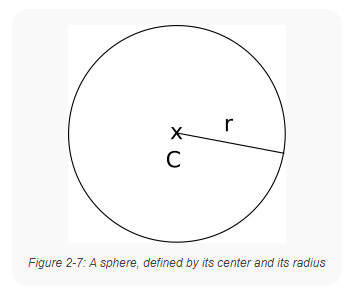 r
x
C
Figure 2-7: A sphere, defined by its center and its radius